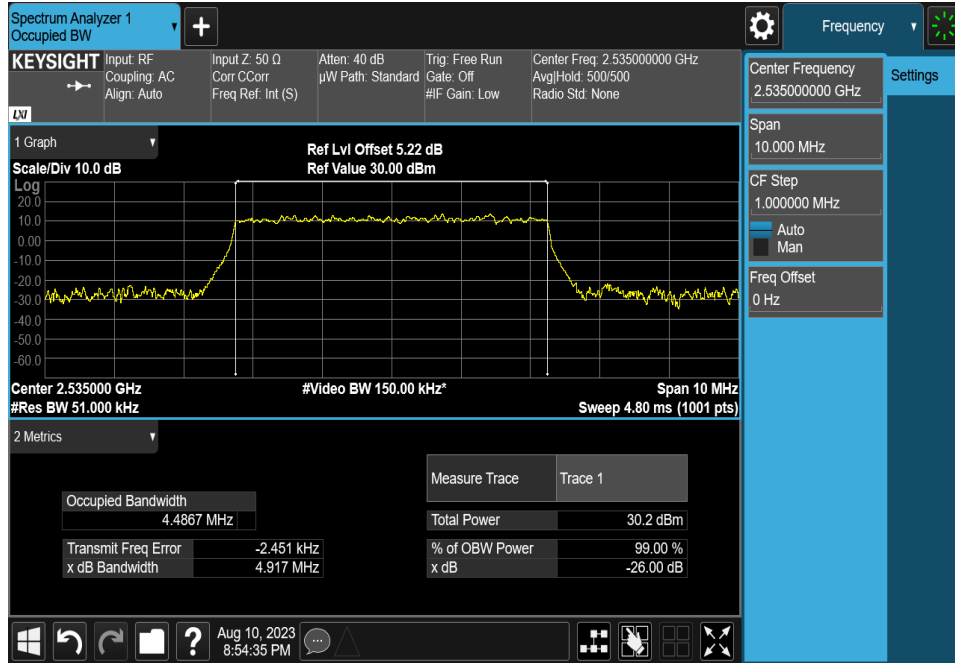 Spectrum Analyzer 1
Occupied BW
+
Frequency
KEYSIGHT
LXI
Input: RF
Coupling: AC
Align: Auto
Input Z: 50 Ω
Corr CCorr
Freq Ref: Int (S)
Atten: 40 dB
µW Path: Standard
Trig: Free Run
Gate: Off
#IF Gain: Low
Center Freq: 2.535000000 GHz
Avg|Hold: 500/500
Radio Std: None
Center Frequency
2.535000000 GHz
Settings
Span
10.000 MHz
CF Step
1.000000 MHz
Auto
Man
Freq Offset
0 Hz
1 Graph
Scale/Div 10.0 dB
Ref Lvl Offset 5.22 dB
Ref Value 30.00 dBm
Log
20.0
10.0
0.00
-10.0
-20.0
-30.0
-40.0
-50.0
-60.0
Center 2.535000 GHz
#Res BW 51.000 kHz
#Video BW 150.00 kHz*
Span 10 MHz
Sweep 4.80 ms (1001 pts)
2 Metrics
Measure Trace Trace 1
Occupied Bandwidth
4.4867 MHz
Total Power 30.2 dBm
Transmit Freq Error -2.451 kHz
% of OBW Power 99.00 %
x dB Bandwidth 4.917 MHz
x dB -26.00 dB
?
Aug 10, 2023
8:54:35 PM